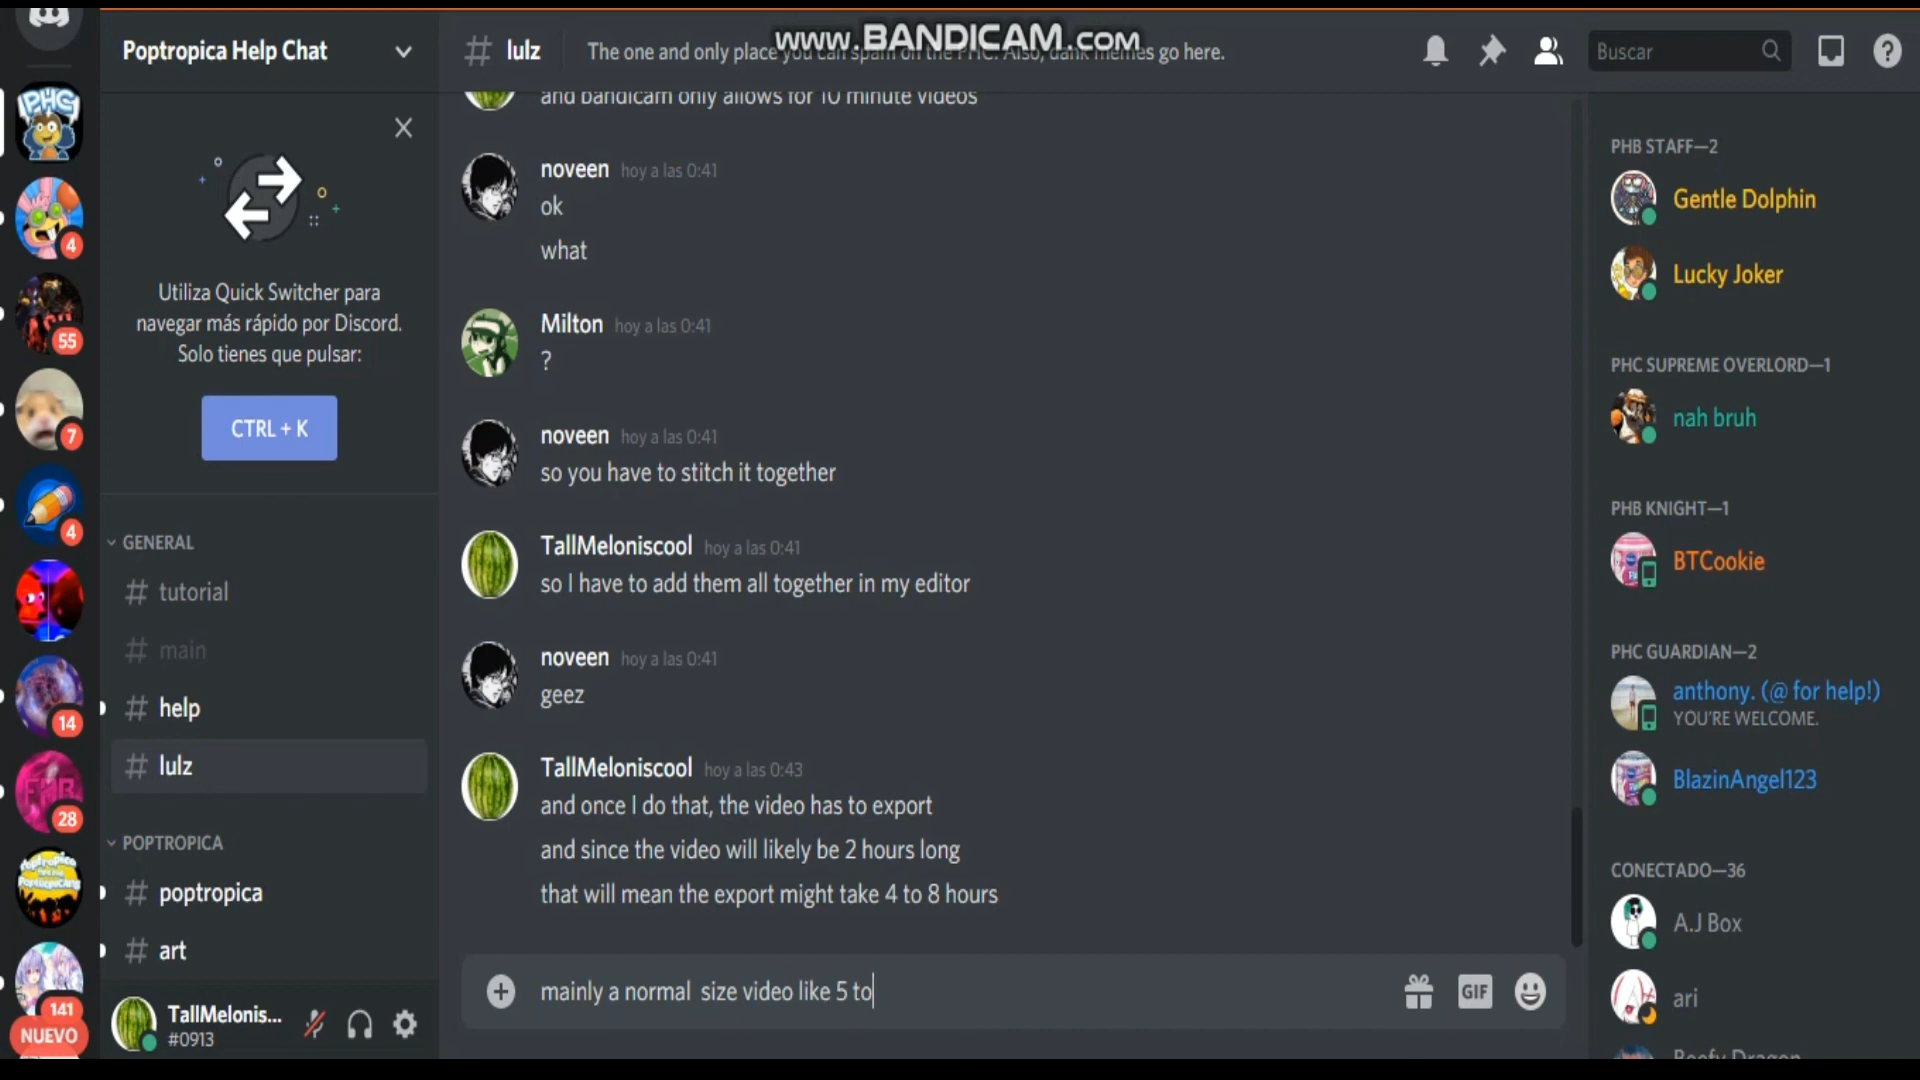 www.BANDICAM.com
Poptropica Help Chat
lulz
The one and only place you can spam on the PHC. Also, dank memes go here.
Buscar
and bandicam only allows for 10 minute videos
PHC
4
55
7
4
14
FHB
28
141
NUEVO
Utiliza Quick Switcher para
navegar más rápido por Discord.
Solo tienes que pulsar:
CTRL + K
GENERAL
# tutorial
# main
# help
# lulz
POPTROPICA
# poptropica
# art
TallMelonis...
#0913
noveen hoy a las 0:41
ok
what
Milton hoy a las 0:41
?
noveen hoy a las 0:41
so you have to stitch it together
TallMeloniscool hoy a las 0:41
so I have to add them all together in my editor
noveen hoy a las 0:41
geez
TallMeloniscool hoy a las 0:43
and once I do that, the video has to export
and since the video will likely be 2 hours long
that will mean the export might take 4 to 8 hours
mainly a normal  size video like 5 to
GIF
PHB STAFF—2
Gentle Dolphin
Lucky Joker
PHC SUPREME OVERLORD—1
nah bruh
PHB KNIGHT—1
BTCookie
PHC GUARDIAN—2
anthony. (@ for help!)
YOU'RE WELCOME.
BlazinAngel123
CONECTADO—36
A.J Box
ari
Beefy Dragon